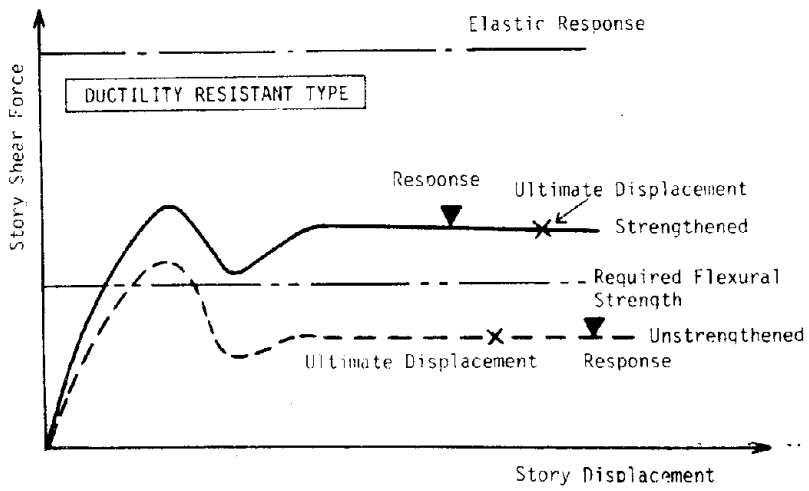 Elastic Response
DUCTILITY RESISTANT TYPE
Story Shear Force
Response
Ultimate Displacement
Strengthened
Required Flexural
Strength
Unstrengthened
Ultimate Displacement
Response
Story Displacement